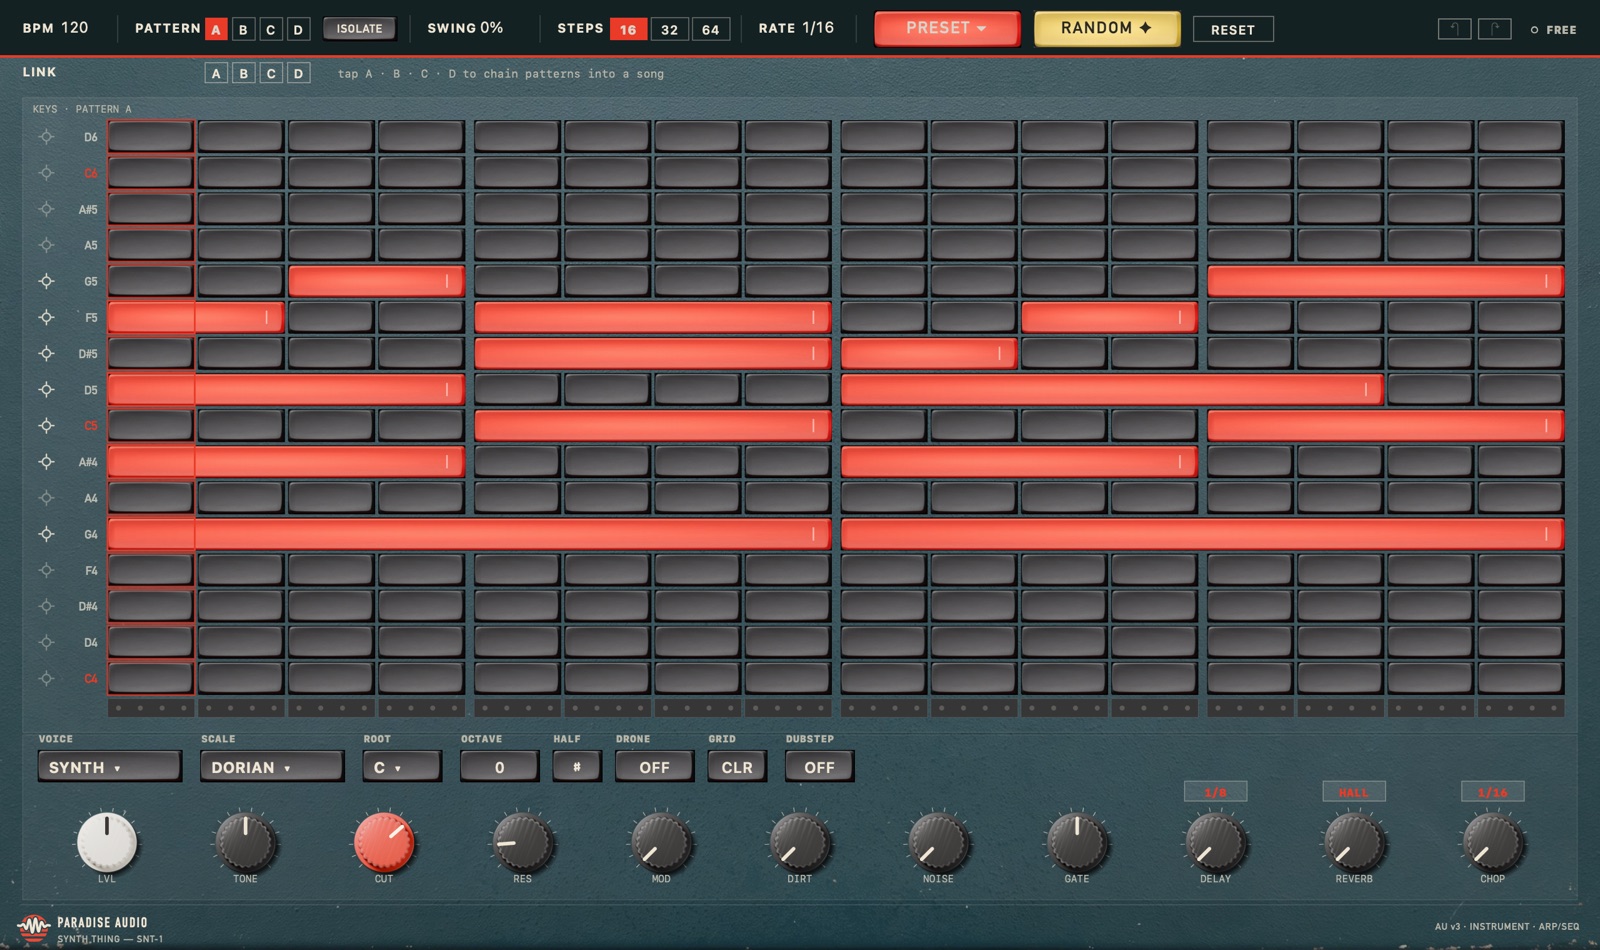 BPM 120 PATTERN A B C D ISOLATE SWING 0% STEPS 16 32 64 RATE 1/16 PRESET ▾ RANDOM ✦ RESET FREE
LINK A B C D tap A · B · C · D to chain patterns into a song
KEYS · PATTERN A
D6
C6
A#5
A5
G5
F5
D#5
D5
C5
A#4
A4
G4
F4
D#4
D4
C4
VOICE SCALE ROOT OCTAVE HALF DRONE GRID DUBSTEP
SYNTH ▾ DORIAN ▾ C ▾ 0 # OFF CLR OFF
1/8 HALL 1/16
LVL TONE CUT RES MOD DIRT NOISE GATE DELAY REVERB CHOP
PARADISE AUDIO
SYNTH THING — SNT-1
AU v3 · INSTRUMENT · ARP/SEQ